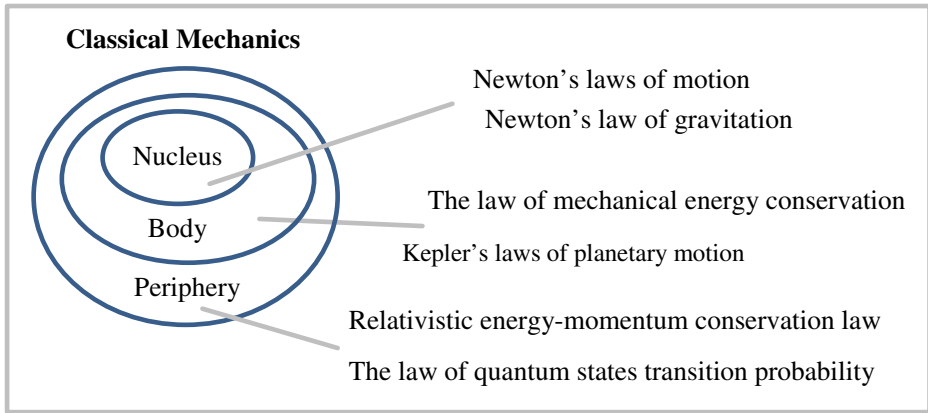 Classical Mechanics
Newton’s laws of motion
Newton’s law of gravitation
Nucleus
The law of mechanical energy conservation
Body
Kepler’s laws of planetary motion
Periphery
Relativistic energy-momentum conservation law
The law of quantum states transition probability